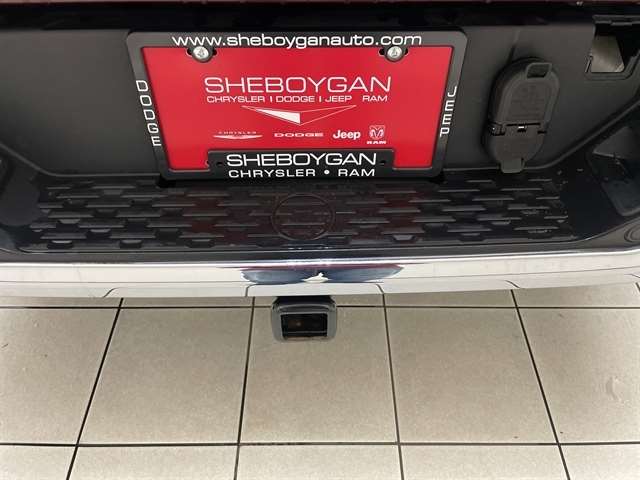 www.sheboyganauto.com
DODGE
JEEP
SHEBOYGAN
CHRYSLER | DODGE | JEEP RAM
CHRYSLER DODGE Jeep RAM
SHEBOYGAN
CHRYSLER • RAM